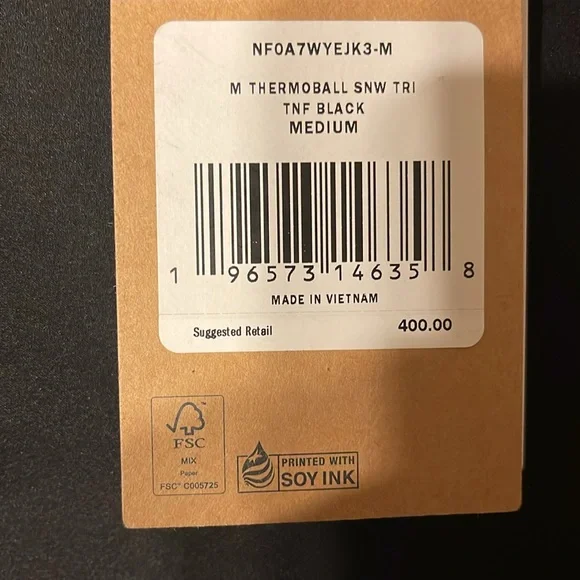 NF0A7WYEJK3-M
M THERMOBALL SNW TRI
TNF BLACK
MEDIUM
1 96573 14635 8
MADE IN VIETNAM
Suggested Retail 400.00
FSC
MIX
Paper
FSC® C005725
PRINTED WITH
SOY INK